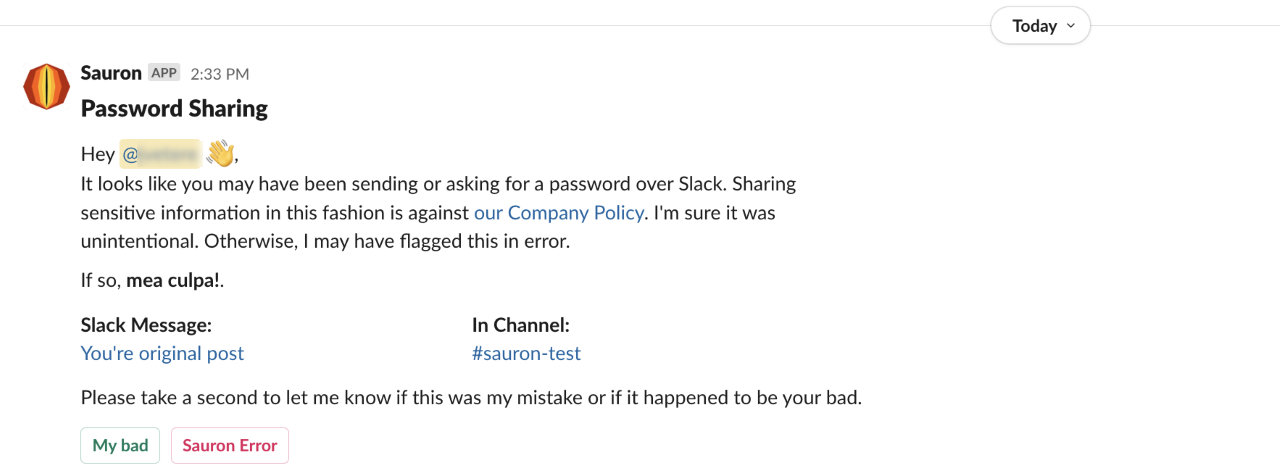 Today
Sauron APP 2:33 PM
Password Sharing
Hey @ 👋,
It looks like you may have been sending or asking for a password over Slack. Sharing
sensitive information in this fashion is against our Company Policy. I'm sure it was
unintentional. Otherwise, I may have flagged this in error.
If so, mea culpa!.
Slack Message: In Channel:
You're original post #sauron-test
Please take a second to let me know if this was my mistake or if it happened to be your bad.
My bad Sauron Error